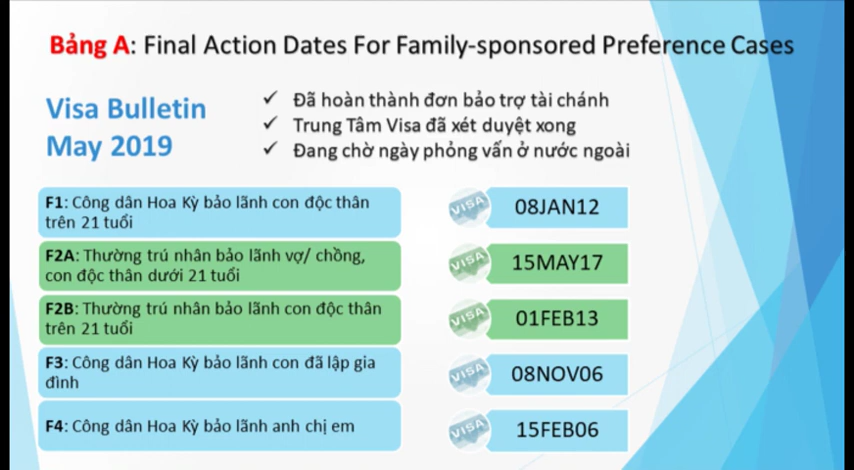 Bảng A: Final Action Dates For Family-sponsored Preference Cases
Visa Bulletin
May 2019
✓ Đã hoàn thành đơn bảo trợ tài chánh
✓ Trung Tâm Visa đã xét duyệt xong
✓ Đang chờ ngày phỏng vấn ở nước ngoài
F1: Công dân Hoa Kỳ bảo lãnh con độc thân
trên 21 tuổi
VISA
08JAN12
F2A: Thường trú nhân bảo lãnh vợ/ chồng,
con độc thân dưới 21 tuổi
VISA
15MAY17
F2B: Thường trú nhân bảo lãnh con độc thân
trên 21 tuổi
VISA
01FEB13
F3: Công dân Hoa Kỳ bảo lãnh con đã lập gia
đình
VISA
08NOV06
F4: Công dân Hoa Kỳ bảo lãnh anh chị em
VISA
15FEB06